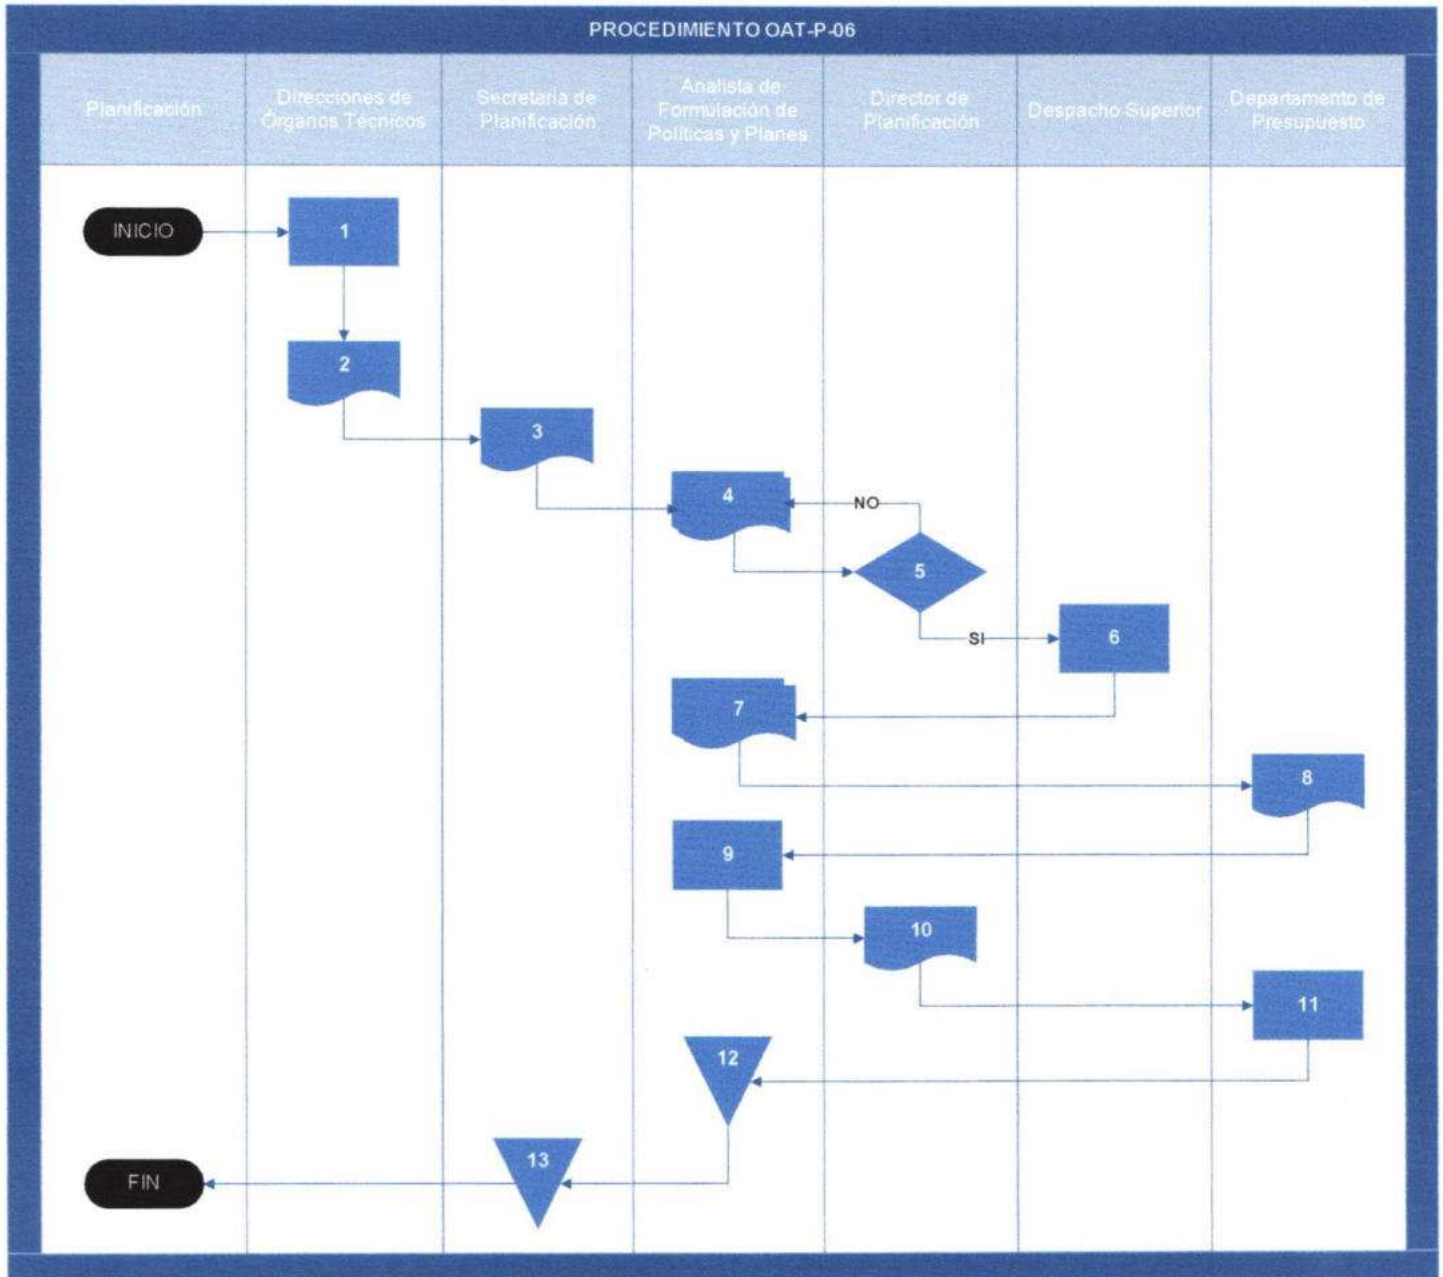 PROCEDIMIENTO OAT-P-06
Planificación
Direcciones de
Órganos Técnicos
Secretaria de
Planificación
Analista de
Formulación de
Políticas y Planes
Director de
Planificación
Despacho Superior
Departamento de
Presupuesto
INICIO
1
2
3
4
NO
5
SI
6
7
8
9
10
11
12
13
FIN